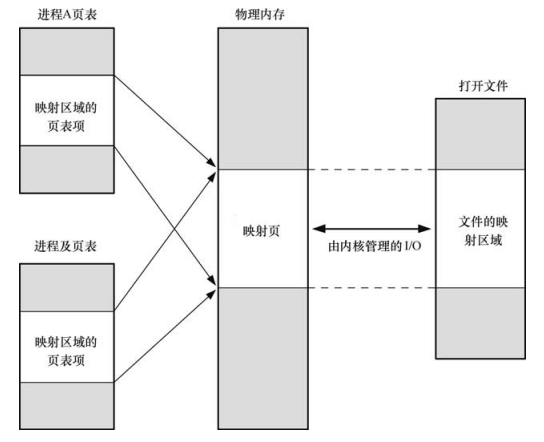 进程A页表
物理内存
打开文件
映射区域的
页表项
映射页
由内核管理的I/O
文件的映
射区域
进程及页表
映射区域的
页表项